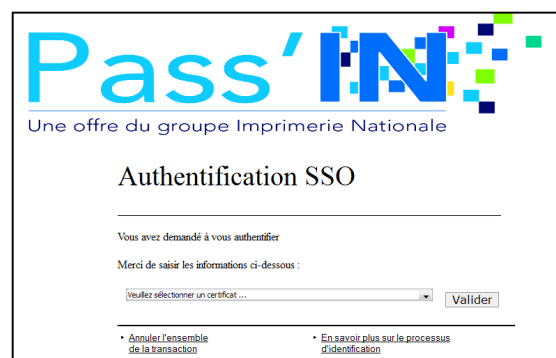 Pass'IN
Une offre du groupe Imprimerie Nationale
Authentification SSO
Vous avez demandé à vous authentifier
Merci de saisir les informations ci-dessous :
Veuillez sélectionner un certificat ...
Valider
Annuler l'ensemble
de la transaction
En savoir plus sur le processus
d'identification